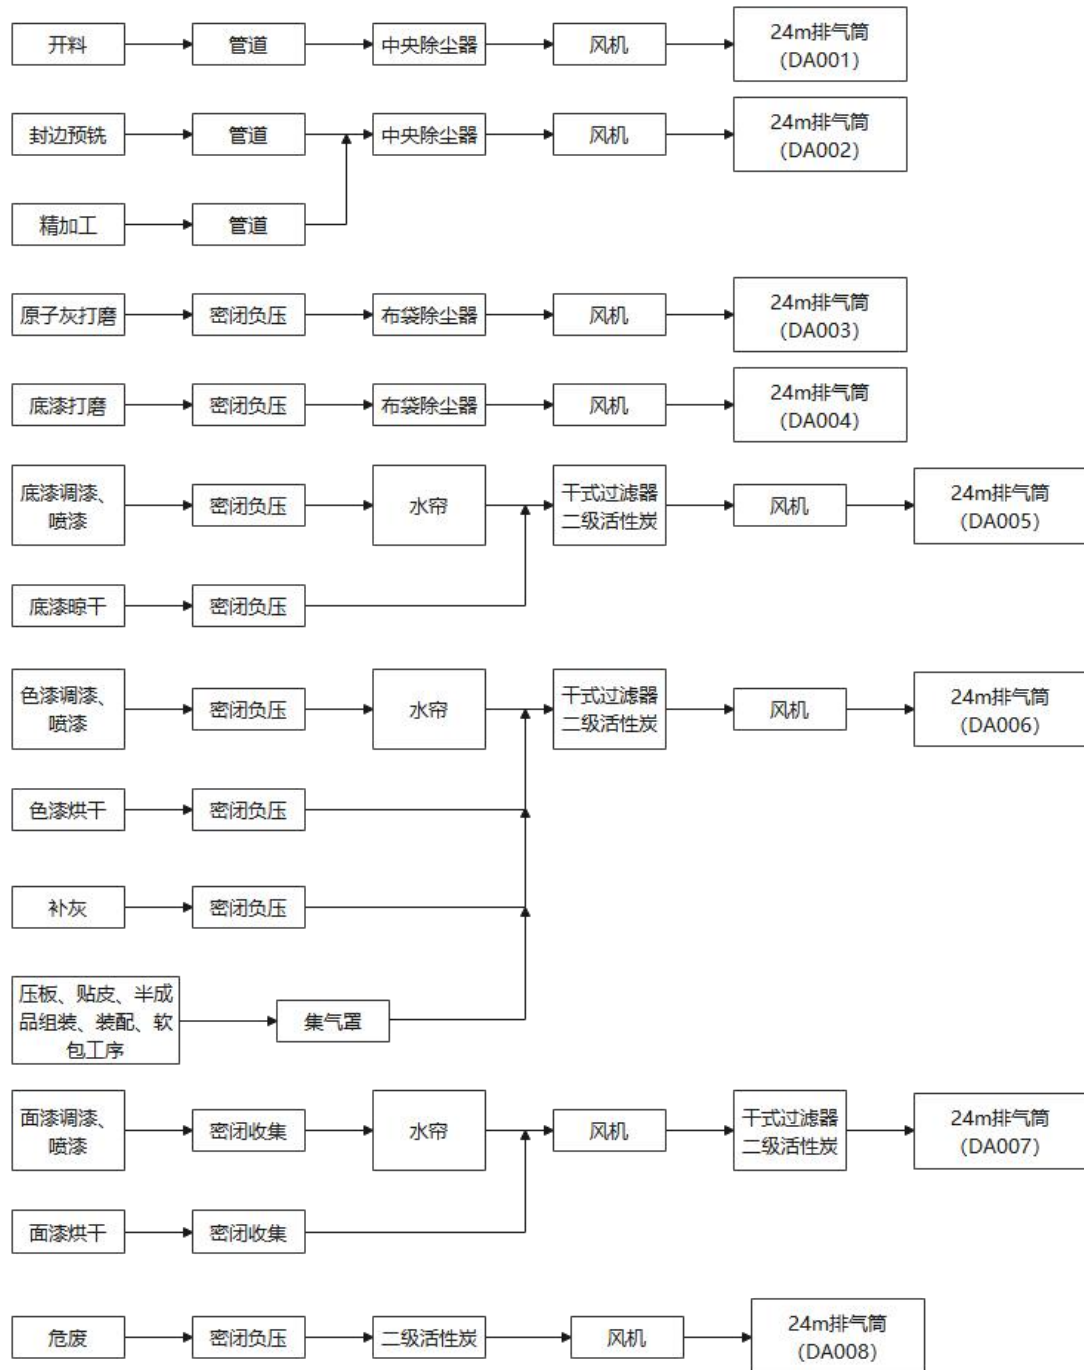 开料
管道
中央除尘器
风机
24m排气筒
（DA001）
封边预铣
管道
中央除尘器
风机
24m排气筒
（DA002）
精加工
管道
原子灰打磨
密闭负压
布袋除尘器
风机
24m排气筒
（DA003）
底漆打磨
密闭负压
布袋除尘器
风机
24m排气筒
（DA004）
底漆调漆、
喷漆
密闭负压
水帘
干式过滤器
二级活性炭
风机
24m排气筒
（DA005）
底漆晾干
密闭负压
色漆调漆、
喷漆
密闭负压
水帘
干式过滤器
二级活性炭
风机
24m排气筒
（DA006）
色漆烘干
密闭负压
补灰
密闭负压
压板、贴皮、半成
品组装、装配、软
包工序
集气罩
面漆调漆、
喷漆
密闭收集
水帘
风机
干式过滤器
二级活性炭
24m排气筒
（DA007）
面漆烘干
密闭收集
危废
密闭负压
二级活性炭
风机
24m排气筒
（DA008）